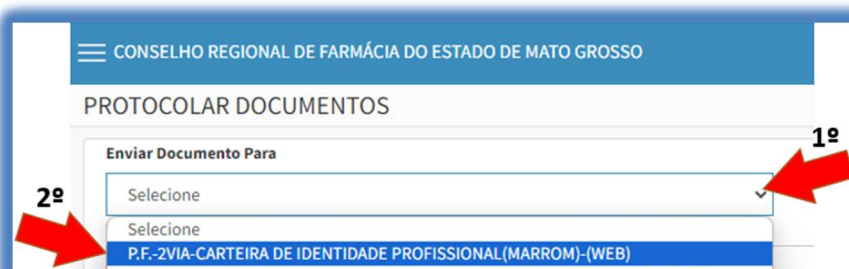 CONSELHO REGIONAL DE FARMÁCIA DO ESTADO DE MATO GROSSO
PROTOCOLAR DOCUMENTOS
1º
Enviar Documento Para
2º
Selecione
Selecione
P.F.-2VIA-CARTEIRA DE IDENTIDADE PROFISSIONAL(MARROM)-(WEB)